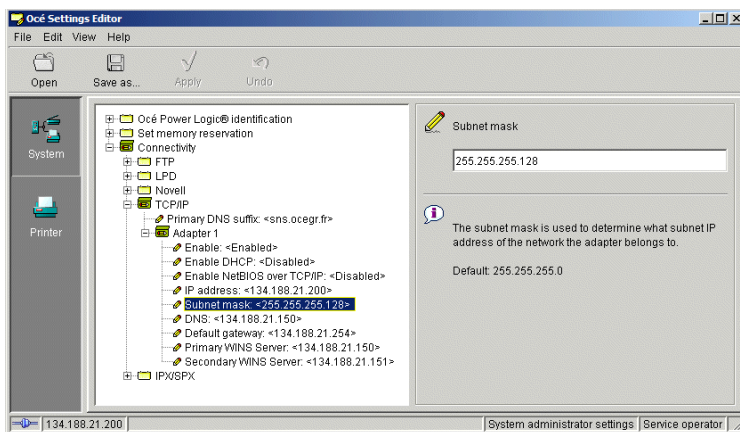 Océ Settings Editor
File Edit View Help
Open Save as... Apply Undo
System
Printer
Océ Power Logic® identification
Set memory reservation
Connectivity
FTP
LPD
Novell
TCP/IP
Primary DNS suffix: <sns.ocegr.fr>
Adapter 1
Enable: <Enabled>
Enable DHCP: <Disabled>
Enable NetBIOS over TCP/IP: <Disabled>
IP address: <134.188.21.200>
Subnet mask: <255.255.255.128>
DNS: <134.188.21.150>
Default gateway: <134.188.21.254>
Primary WINS Server: <134.188.21.150>
Secondary WINS Server: <134.188.21.151>
IPX/SPX
Subnet mask
255.255.255.128
The subnet mask is used to determine what subnet IP
address of the network the adapter belongs to.
Default: 255.255.255.0
134.188.21.200 System administrator settings Service operator